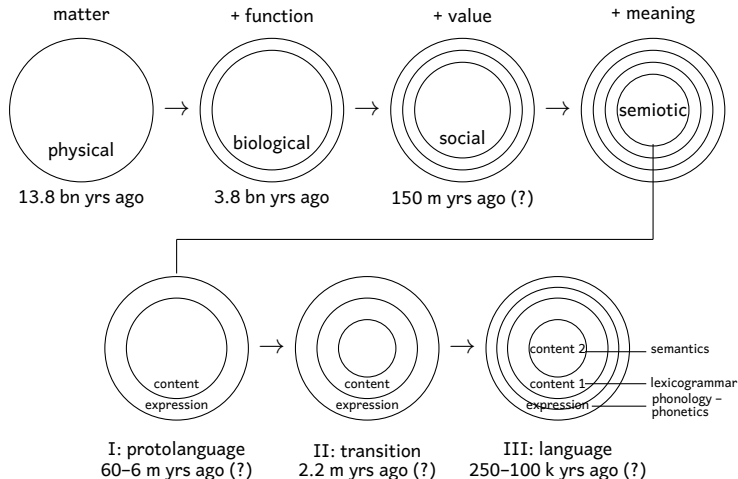 matter
+ function
+ value
+ meaning
physical
biological
social
semiotic
13.8 bn yrs ago
3.8 bn yrs ago
150 m yrs ago (?)
content
expression
content
expression
content 2
content 1
expression
semantics
lexicogrammar
phonology –
phonetics
I: protolanguage
60–6 m yrs ago (?)
II: transition
2.2 m yrs ago (?)
III: language
250–100 k yrs ago (?)